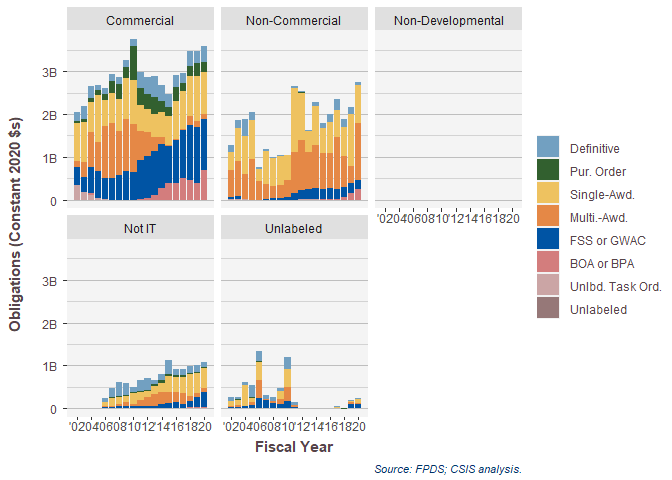 Commercial Non-Commercial Non-Developmental
3B
2B
1B
0
'020406081012141618 20
Not IT Unlabeled
3B
2B
1B
0
'020406081012141618 20
'020406081012141618 20
Fiscal Year
Obligations (Constant 2020 $s)
Definitive
Pur. Order
Single-Awd.
Multi.-Awd.
FSS or GWAC
BOA or BPA
Unlbd. Task Ord.
Unlabeled
Source: FPDS; CSIS analysis.